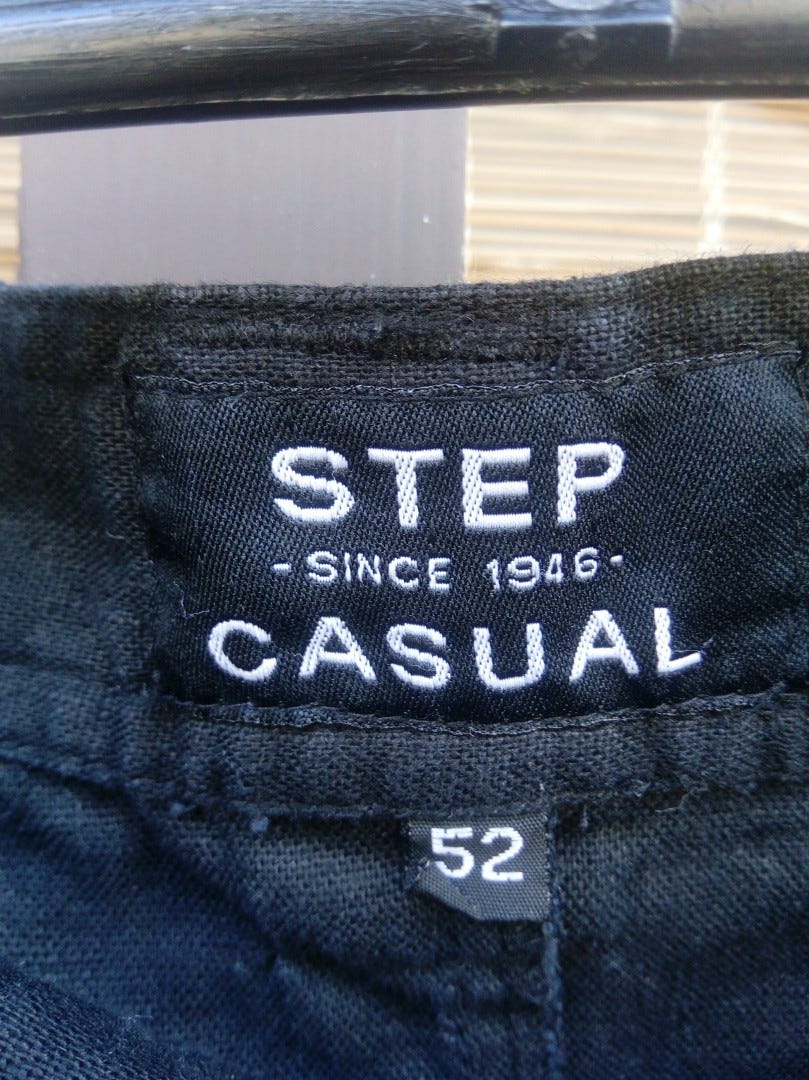 STEP
-SINCE 1946-
CASUAL
52